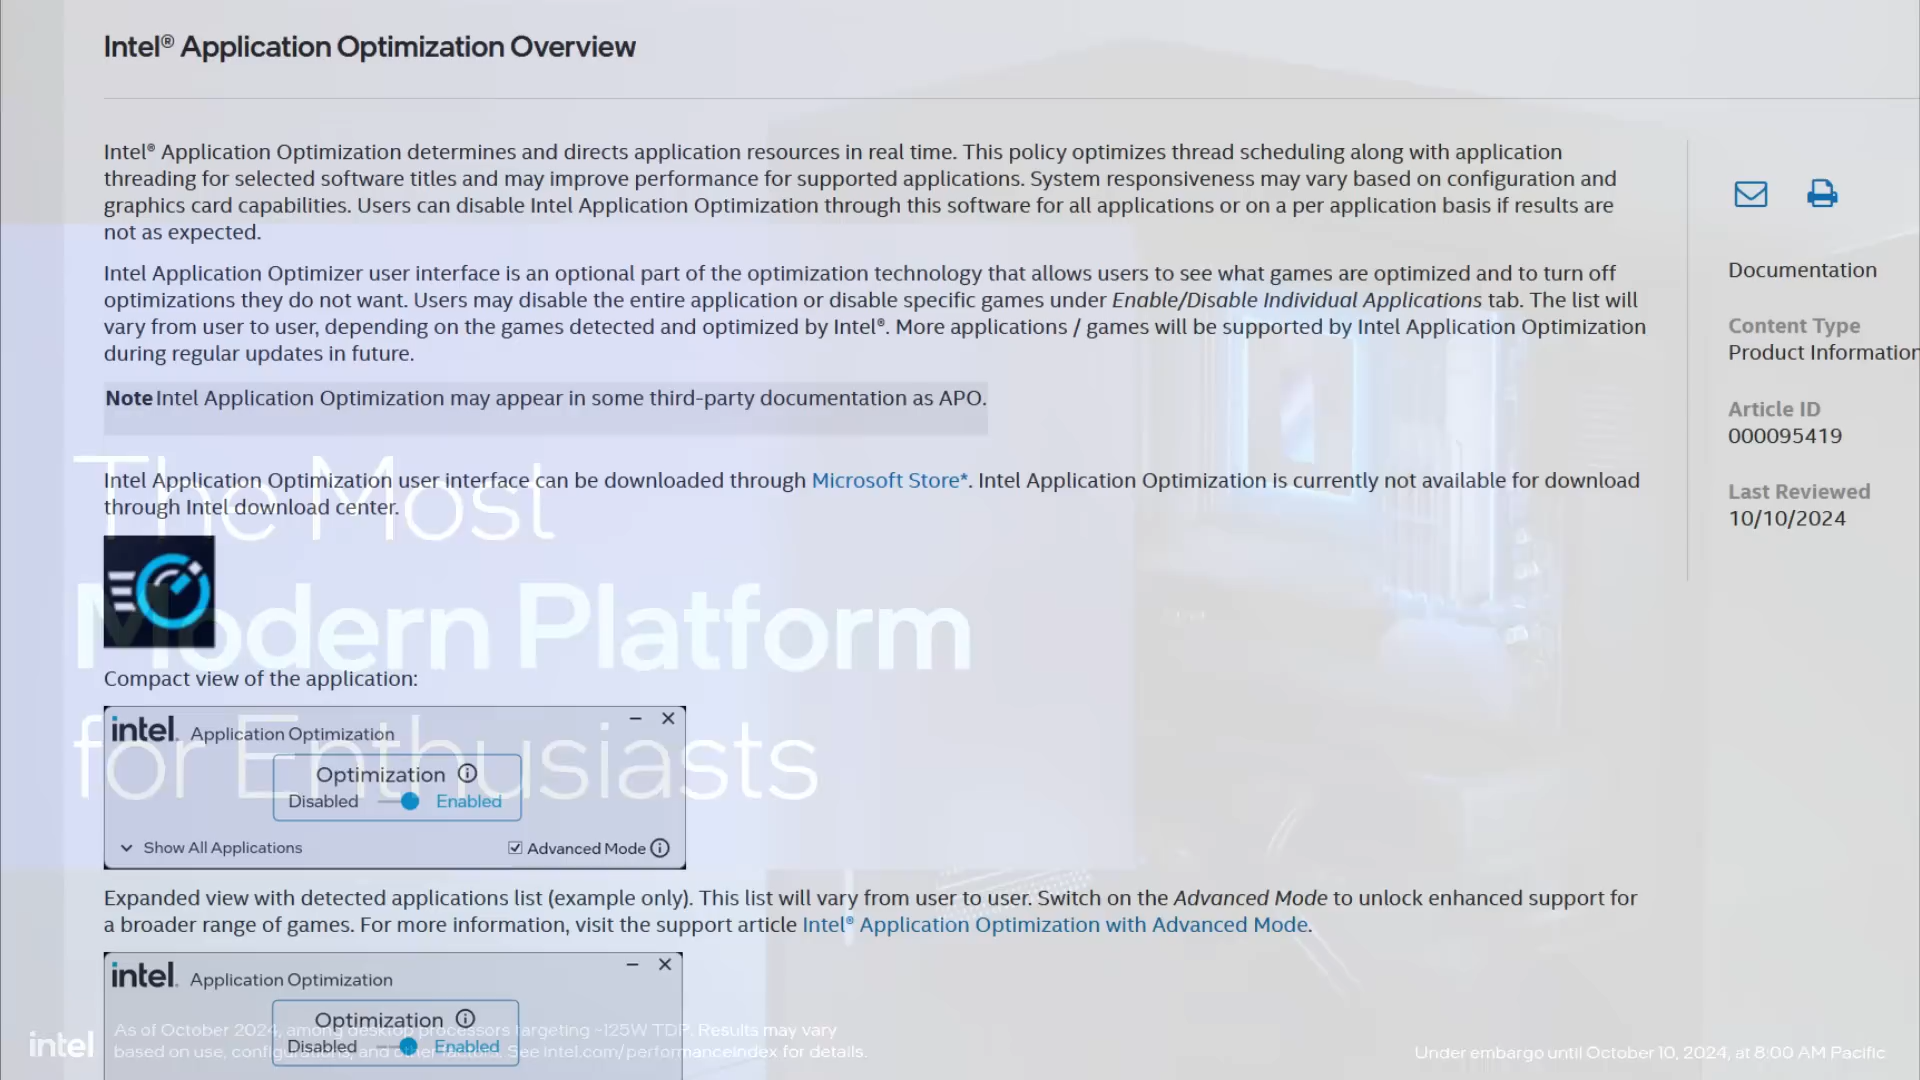 Intel® Application Optimization Overview
Intel® Application Optimization determines and directs application resources in real time. This policy optimizes thread scheduling along with application
threading for selected software titles and may improve performance for supported applications. System responsiveness may vary based on configuration and
graphics card capabilities. Users can disable Intel Application Optimization through this software for all applications or on a per application basis if results are
not as expected.
Intel Application Optimizer user interface is an optional part of the optimization technology that allows users to see what games are optimized and to turn off
optimizations they do not want. Users may disable the entire application or disable specific games under Enable/Disable Individual Applications tab. The list will
vary from user to user, depending on the games detected and optimized by Intel®. More applications / games will be supported by Intel Application Optimization
during regular updates in future.
Note Intel Application Optimization may appear in some third-party documentation as APO.
Intel Application Optimization user interface can be downloaded through Microsoft Store*. Intel Application Optimization is currently not available for download
through Intel download center.
Compact view of the application:
intel. Application Optimization
Optimization
Disabled Enabled
Show All Applications
Advanced Mode
Expanded view with detected applications list (example only). This list will vary from user to user. Switch on the Advanced Mode to unlock enhanced support for
a broader range of games. For more information, visit the support article Intel® Application Optimization with Advanced Mode.
intel. Application Optimization
Optimization
Disabled Enabled
Documentation
Content Type
Product Information
Article ID
000095419
Last Reviewed
10/10/2024
The Most
Modern Platform
for Enthusiasts
intel
As of October 2024, among desktop processors targeting ~125W TDP. Results may vary
based on use, configurations, and other factors. See intel.com/performanceindex for details.
Under embargo until October 10, 2024, at 8:00 AM Pacific